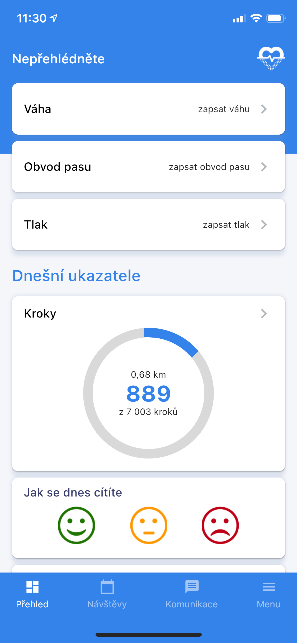 11:30
Nepřehlédněte
Váha zapsat váhu
Obvod pasu zapsat obvod pasu
Tlak zapsat tlak
Dnešní ukazatele
Kroky
0,68 km
889
z 7 003 kroků
Jak se dnes cítíte
Přehled Návštěvy Komunikace Menu